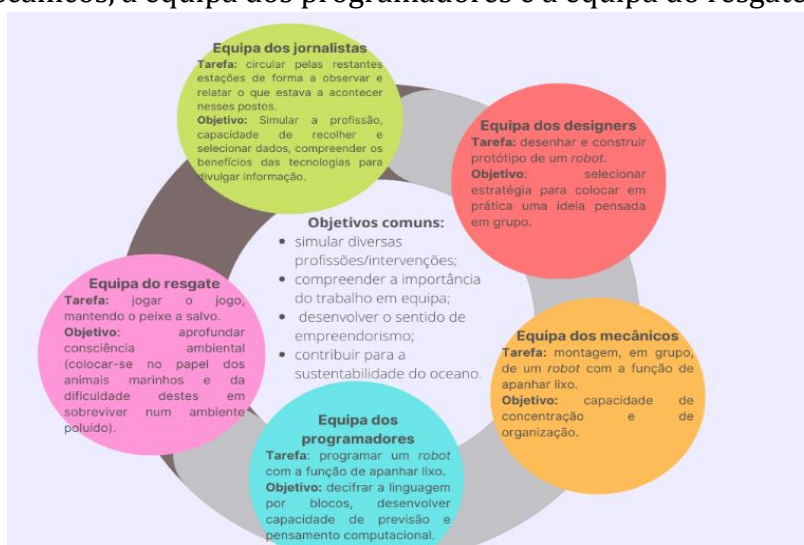 canicos, a equipa dos programadores e a equipa do resgate
Equipa dos jornalistas
Tarefa: circular pelas restantes
estações de forma a observar e
relatar o que estava a acontecer
nesses postos.
Objetivo: Simular a profissão,
capacidade de recolher e
selecionar dados, compreender os
benefícios das tecnologias para
divulgar informação.
Equipa dos designers
Tarefa: desenhar e construir
protótipo de um robot.
Objetivo: selecionar
estratégia para colocar em
prática uma ideia pensada
em grupo.
Objetivos comuns:
• simular diversas
profissões/intervenções;
• compreender a importância
do trabalho em equipa;
• desenvolver o sentido de
empreendorismo;
• contribuir para a
sustentabilidade do oceano.
Equipa do resgate
Tarefa: jogar o jogo,
mantendo o peixe a salvo.
Objetivo: aprofundar
consciência ambiental
(colocar-se no papel dos
animais marinhos e da
dificuldade destes em
sobreviver num ambiente
poluído).
Equipa dos mecânicos
Tarefa: montagem, em grupo,
de um robot com a função de
apanhar lixo.
Objetivo: capacidade de
concentração e de
organização.
Equipa dos
programadores
Tarefa: programar um robot
com a função de apanhar lixo.
Objetivo: decifrar a linguagem
por blocos, desenvolver
capacidade de previsão e
pensamento computacional.